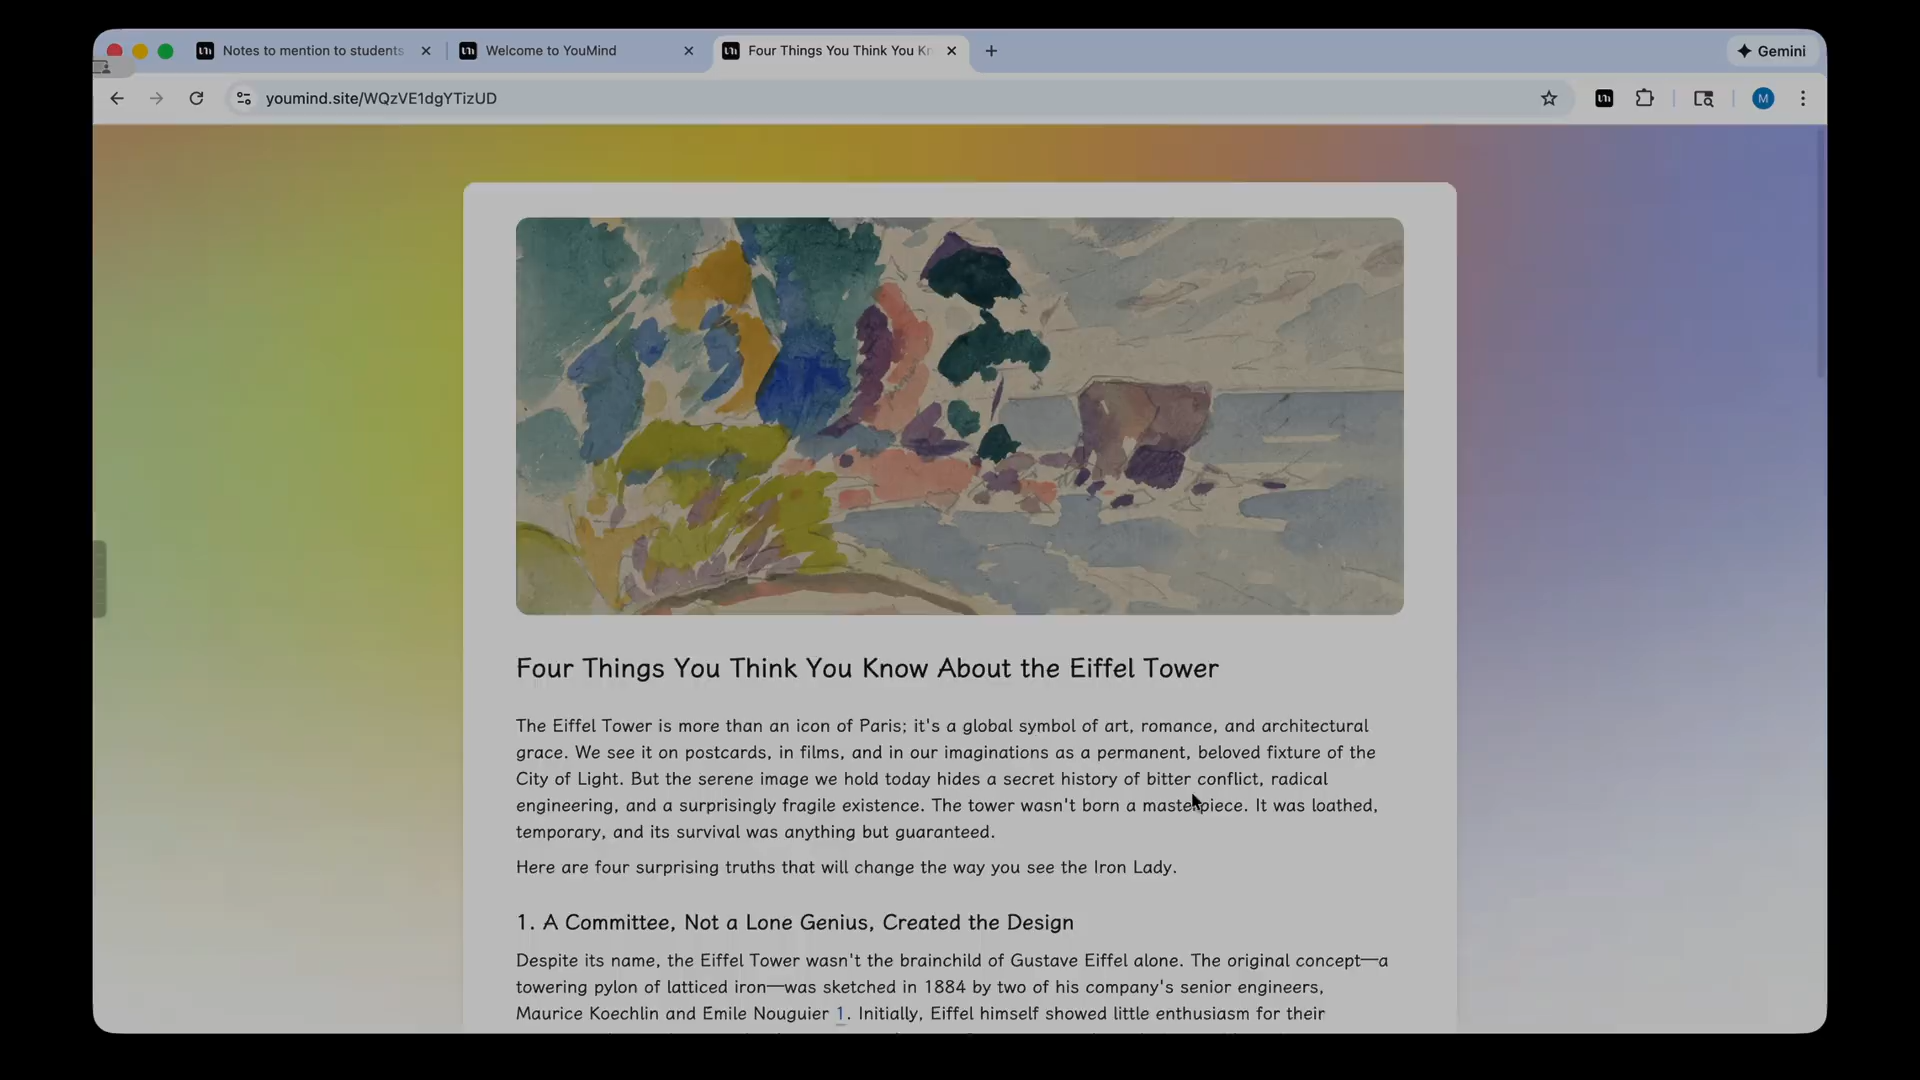 Notes to mention to students
Welcome to YouMind
Four Things You Think You Kn
Gemini
youmind.site/WQzVE1dgYTizUD
M
Four Things You Think You Know About the Eiffel Tower
The Eiffel Tower is more than an icon of Paris; it's a global symbol of art, romance, and architectural
grace. We see it on postcards, in films, and in our imaginations as a permanent, beloved fixture of the
City of Light. But the serene image we hold today hides a secret history of bitter conflict, radical
engineering, and a surprisingly fragile existence. The tower wasn't born a masterpiece. It was loathed,
temporary, and its survival was anything but guaranteed.
Here are four surprising truths that will change the way you see the Iron Lady.
1. A Committee, Not a Lone Genius, Created the Design
Despite its name, the Eiffel Tower wasn't the brainchild of Gustave Eiffel alone. The original concept—a
towering pylon of latticed iron—was sketched in 1884 by two of his company's senior engineers,
Maurice Koechlin and Emile Nouguier 1. Initially, Eiffel himself showed little enthusiasm for their